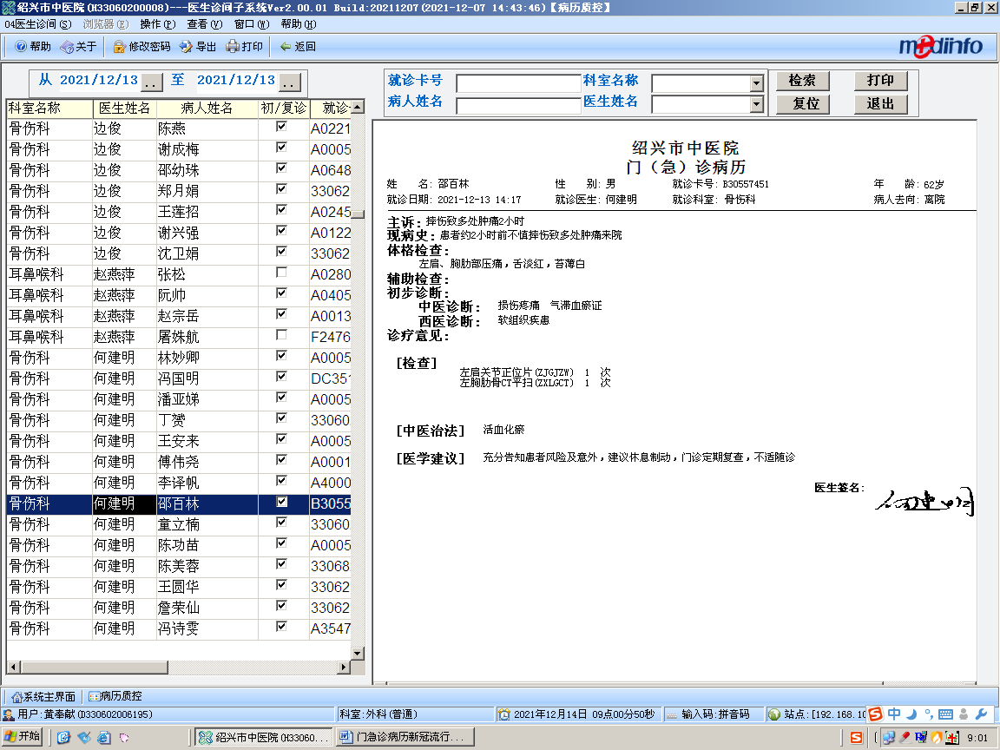 绍兴市中医院(H33060200008)---医生诊间子系统Ver2.00.01 Build:20211207(2021-12-07 14:43:46)【病历质控】
04医生诊间(S) 浏览器(E) 操作(P) 查看(V) 窗口(W) 帮助(H)
帮助 关于 修改密码 导出 打印 返回
medinfo
从 2021/12/13 .. 至 2021/12/13 ..
就诊卡号 科室名称 检索 打印
病人姓名 医生姓名 复位 退出
科室名称 医生姓名 病人姓名 初/复诊 就诊
骨伤科 边俊 陈燕 A0221
骨伤科 边俊 谢成梅 A0005
骨伤科 边俊 邵幼珠 A0648
骨伤科 边俊 郑月娟 33062
骨伤科 边俊 王莲招 A0245
骨伤科 边俊 谢兴强 A0122
骨伤科 边俊 沈卫娟 33062
耳鼻喉科 赵燕萍 张松 A0280
耳鼻喉科 赵燕萍 阮帅 A0405
耳鼻喉科 赵燕萍 赵宗岳 A0013
耳鼻喉科 赵燕萍 屠姝航 F2476
骨伤科 何建明 林妙卿 A0005
骨伤科 何建明 冯国明 DC351
骨伤科 何建明 潘亚娣 A0005
骨伤科 何建明 丁赟 33060
骨伤科 何建明 王安来 A0005
骨伤科 何建明 傅伟尧 A0001
骨伤科 何建明 李译帆 A4000
骨伤科 何建明 邵百林 B3055
骨伤科 何建明 童立楠 33060
骨伤科 何建明 陈功苗 A0005
骨伤科 何建明 陈美蓉 33068
骨伤科 何建明 王圆华 33062
骨伤科 何建明 詹荣仙 33062
骨伤科 何建明 冯诗雯 A3547
绍兴市中医院
门（急）诊病历
姓 名: 邵百林 性 别: 男 就诊卡号: B30557451 年 龄: 62岁
就诊日期: 2021-12-13 14:17 就诊医生: 何建明 就诊科室: 骨伤科 病人去向: 离院
主诉: 摔伤致多处肿痛2小时
现病史: 患者约2小时前不慎摔伤致多处肿痛来院
体格检查:
左肩、胸肋部压痛，舌淡红，苔薄白
辅助检查:
初步诊断:
中医诊断: 损伤疼痛 气滞血瘀证
西医诊断: 软组织疾患
诊疗意见:
[检查]
左肩关节正位片(ZJGJZW) 1 次
左胸肋骨CT平扫(ZXLGCT) 1 次
[中医治法] 活血化瘀
[医学建议] 充分告知患者风险及意外，建议休息制动，门诊定期复查，不适随诊
医生签名: 何建明
系统主界面 病历质控
用户:黄奉献(D330602006195) 科室:外科(普通) 2021年12月14日 09点00分50秒 输入码:拼音码 站点:[192.168.10
中
开始 绍兴市中医院(H33060... 门急诊病历新冠流行... 9:01